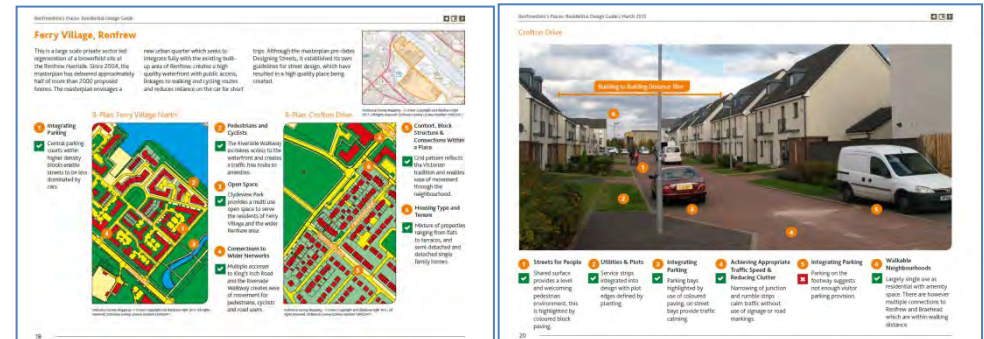 Renfrewshire's Places: Residential Design Guide
Ferry Village, Renfrew
This is a large scale private sector led
regeneration of a brownfield site at
the Renfrew Riverside. Since 2004, the
masterplan has delivered approximately
half of more than 2000 proposed
homes. The masterplan envisages a
new urban quarter which seeks to
integrate fully with the existing built-
up area of Renfrew, creates a high
quality waterfront with public access,
linkages to walking and cycling routes
and reduces reliance on the car for short
trips. Although the masterplan pre-dates
Designing Streets, it established its own
guidelines for street design, which have
resulted in a high quality place being
created.
1 Integrating
Parking
Central parking
courts within
higher density
blocks enable
streets to be less
dominated by
cars.
R-Plan: Ferry Village North
2 Pedestrians and
Cyclists
The Riverside Walkway
increases access to the
waterfront and creates
a traffic free route to
amenities.
3 Open Space
Clydeview Park
provides a multi use
open space to serve
the residents of Ferry
Village and the wider
Renfrew area.
4 Connections to
Wider Networks
Multiple accesses
to King's Inch Road
and the Riverside
Walkway creates ease
of movement for
pedestrians, cyclists
and road users.
R-Plan: Crofton Drive
Context, Block
Structure &
Connections Within
a Place
Grid pattern reflects
the Victorian
tradition and enables
ease of movement
through the
neighbourhood.
Housing Type and
Tenure
Mixture of properties
ranging from flats
to terraces, and
semi-detached and
detached single
family homes.
19
Renfrewshire's Places: Residential Design Guide | March 2015
Crofton Drive
Building to Building Distance 18m
1 Streets for People
Shared surface
provides a level
and welcoming
pedestrian
environment, this
is highlighted by
coloured block
paving.
2 Utilities & Plots
Service strips
integrated into
design with plot
edges defined by
planting.
3 Integrating
Parking
Parking bays
highlighted by
use of coloured
paving, on street
bays provide traffic
calming.
4 Achieving Appropriate
Traffic Speed &
Reducing Clutter
Narrowing of junction
and rumble strips
calm traffic without
use of signage or road
markings.
5 Integrating Parking
Parking on the
footway suggests
not enough visitor
parking provision.
6 Walkable
Neighbourhoods
Largely single use as
residential with amenity
space. There are however
multiple connections to
Renfrew and Braehead
which are within walking
distance.
20